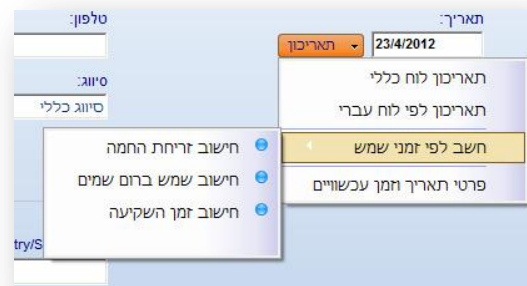 תאריך:
טלפון:
23/4/2012
תאריכון
תאריכון לוח כללי
סיווג:
תאריכון לפי לוח עברי
סיווג כללי
חשב לפי זמני שמש
חישוב זריחת החמה
פרטי תאריך וזמן עכשוויים
חישוב שמש ברום שמים
חישוב זמן השקיעה
try/S